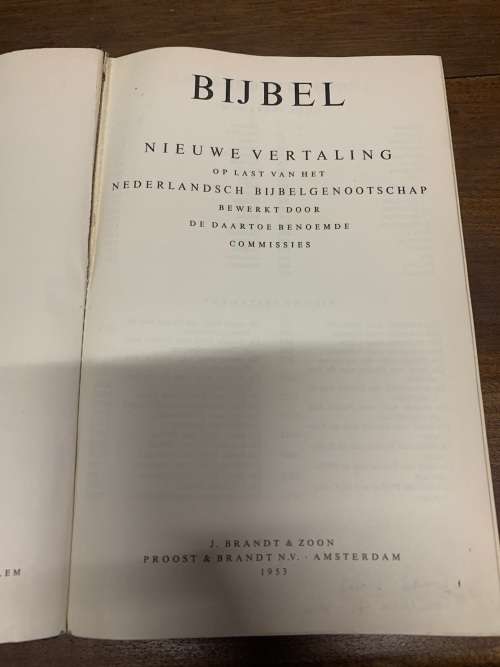 BIJBEL
NIEUWE VERTALING
OP LAST VAN HET
NEDERLANDSCH BIJBELGENOOTSCHAP
BEWERKT DOOR
DE DAARTOE BENOEMDE
COMMISSIES
J. BRANDT & ZOON
PROOST & BRANDT N.V. · AMSTERDAM
1953